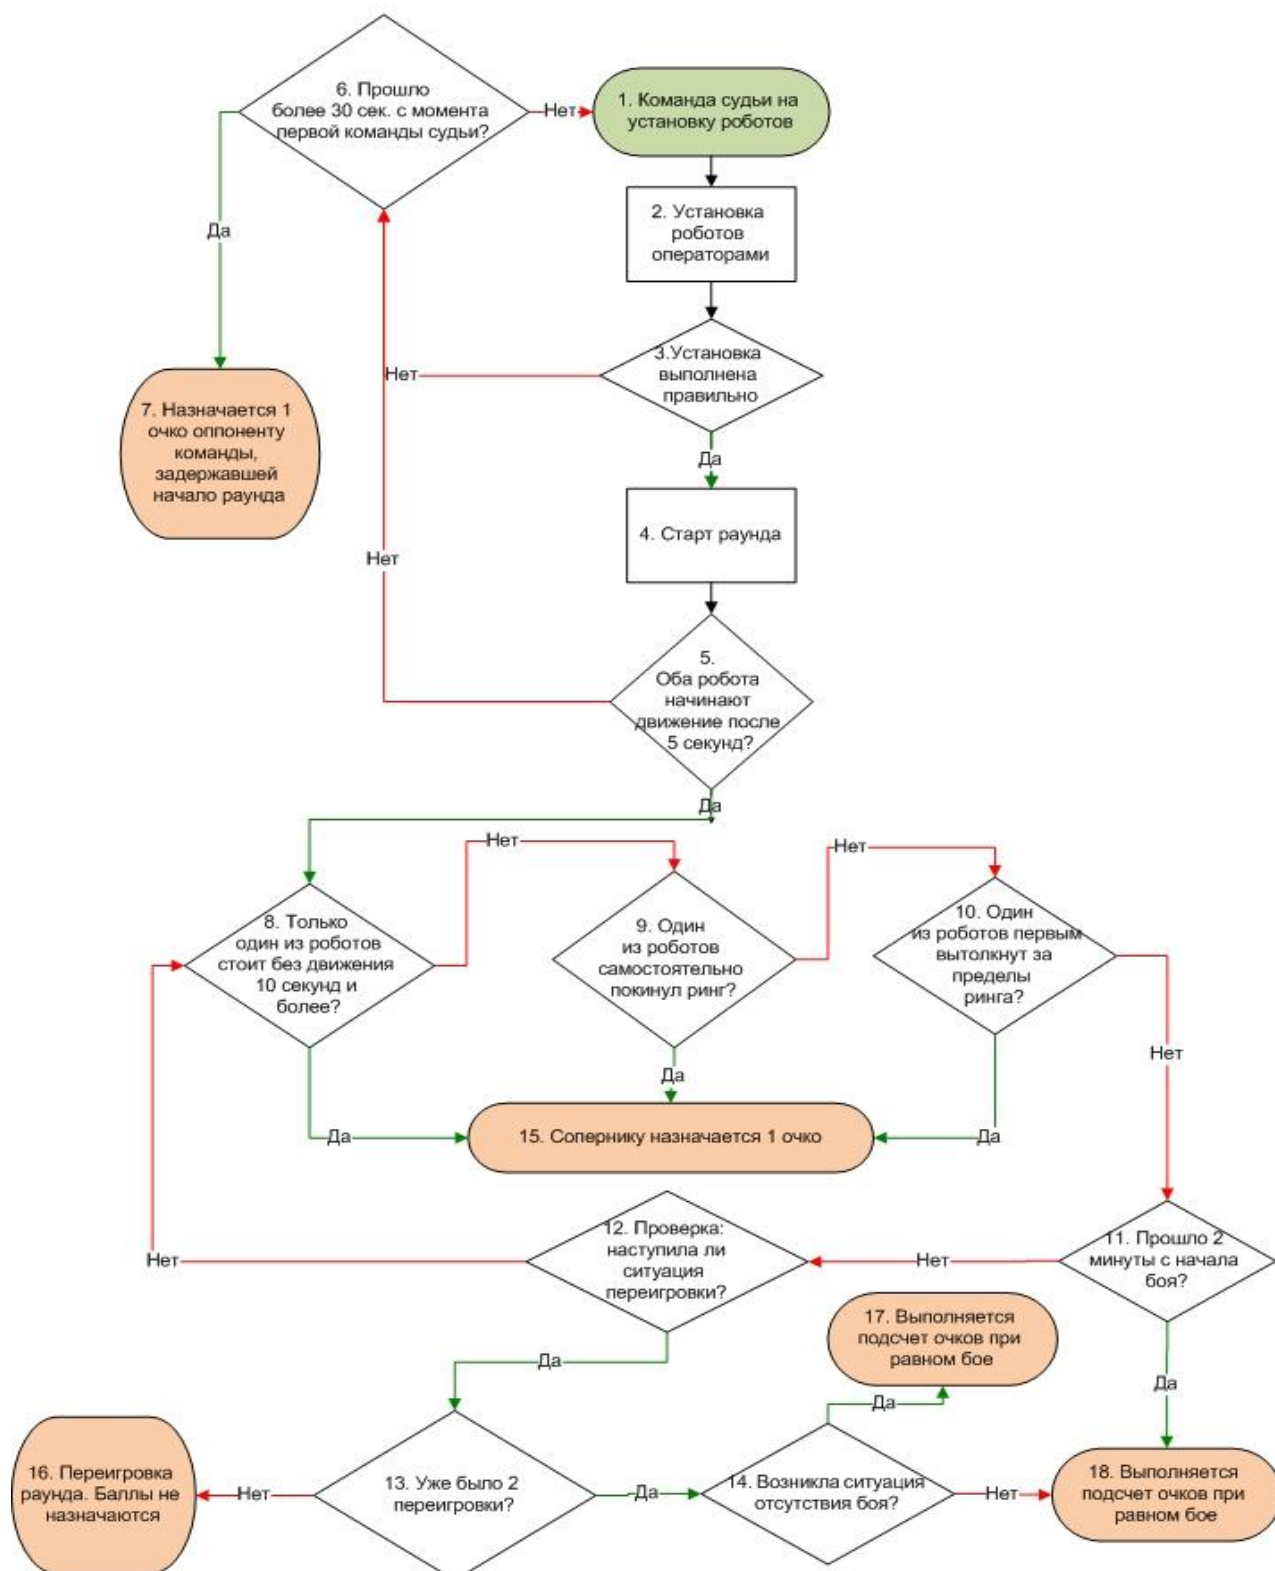 6. Прошло
более 30 сек. с момента
первой команды судьи?
Нет
1. Команда судьи на
установку роботов
2. Установка
роботов
операторами
Да
3.Установка
выполнена
правильно
Нет
7. Назначается 1
очко оппоненту
команды,
задержавшей
начало раунда
Да
4. Старт раунда
Нет
5.
Оба робота
начинают
движение после
5 секунд?
Да
Нет
Нет
8. Только
один из роботов
стоит без движения
10 секунд и
более?
9. Один
из роботов
самостоятельно
покинул ринг?
10. Один
из роботов первым
вытолкнут за
пределы
ринга?
Нет
Да
Да
Да
15. Сопернику назначается 1 очко
12. Проверка:
наступила ли
ситуация
переигровки?
Нет
Нет
11. Прошло 2
минуты с начала
боя?
17. Выполняется
подсчет очков при
равном бое
Да
Да
Да
16. Переигровка
раунда. Баллы не
назначаются
Нет
13. Уже было 2
переигровки?
Да
14. Возникла ситуация
отсутствия боя?
Нет
18. Выполняется
подсчет очков при
равном бое